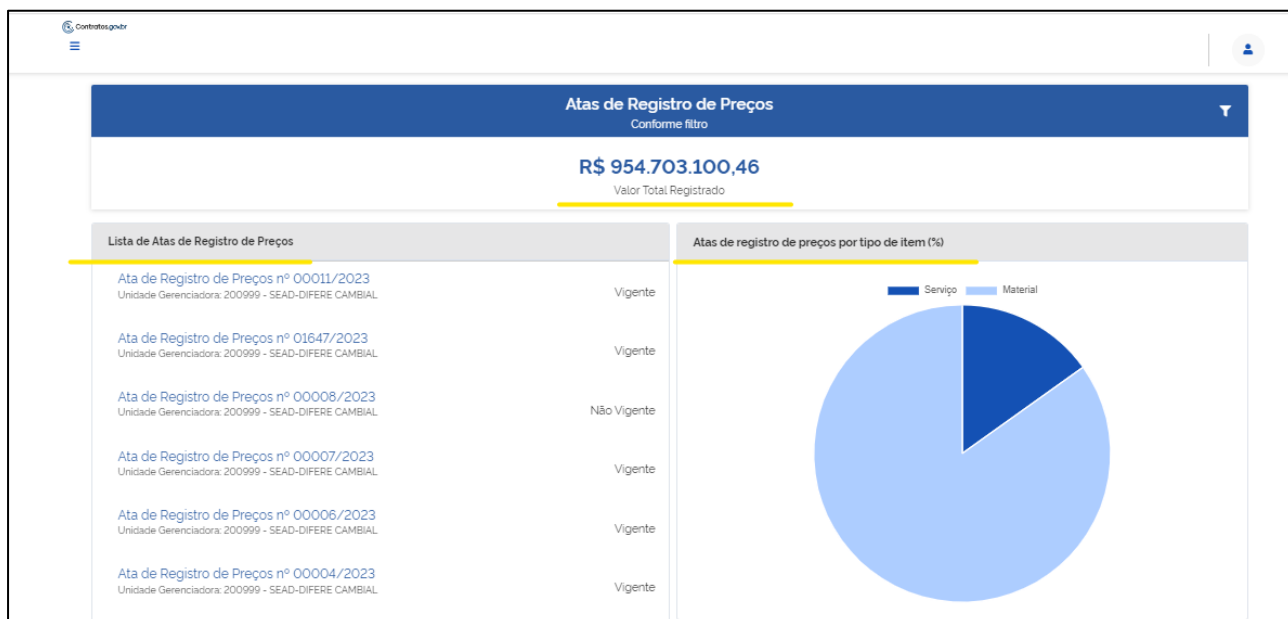 Contratos.gov.br
Atas de Registro de Preços
Conforme filtro
R$ 954.703.100,46
Valor Total Registrado
Lista de Atas de Registro de Preços
Ata de Registro de Preços nº 00011/2023
Unidade Gerenciadora: 200999 - SEAD-DIFERE CAMBIAL
Vigente
Ata de Registro de Preços nº 01647/2023
Unidade Gerenciadora: 200999 - SEAD-DIFERE CAMBIAL
Vigente
Ata de Registro de Preços nº 00008/2023
Unidade Gerenciadora: 200999 - SEAD-DIFERE CAMBIAL
Não Vigente
Ata de Registro de Preços nº 00007/2023
Unidade Gerenciadora: 200999 - SEAD-DIFERE CAMBIAL
Vigente
Ata de Registro de Preços nº 00006/2023
Unidade Gerenciadora: 200999 - SEAD-DIFERE CAMBIAL
Vigente
Ata de Registro de Preços nº 00004/2023
Unidade Gerenciadora: 200999 - SEAD-DIFERE CAMBIAL
Vigente
Atas de registro de preços por tipo de item (%)
Serviço
Material